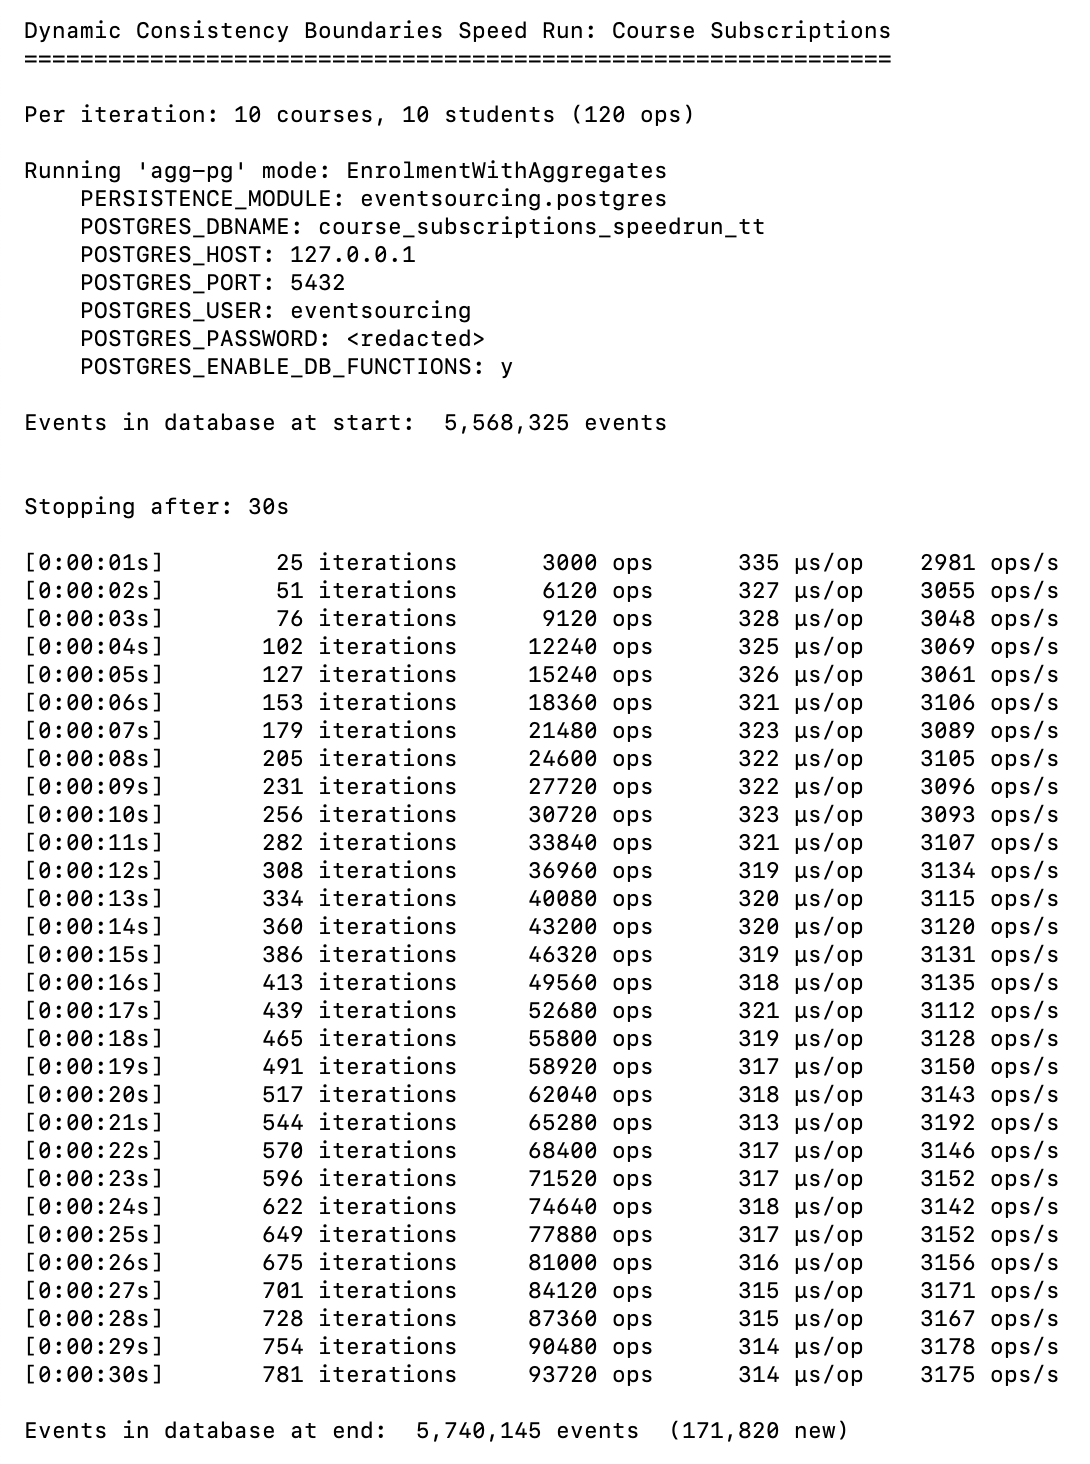 Dynamic Consistency Boundaries Speed Run: Course Subscriptions
==============================================================
Per iteration: 10 courses, 10 students (120 ops)
Running 'agg-pg' mode: EnrolmentWithAggregates
    PERSISTENCE_MODULE: eventsourcing.postgres
    POSTGRES_DBNAME: course_subscriptions_speedrun_tt
    POSTGRES_HOST: 127.0.0.1
    POSTGRES_PORT: 5432
    POSTGRES_USER: eventsourcing
    POSTGRES_PASSWORD: <redacted>
    POSTGRES_ENABLE_DB_FUNCTIONS: y
Events in database at start:  5,568,325 events
Stopping after: 30s
[0:00:01s]        25 iterations      3000 ops      335 μs/op    2981 ops/s
[0:00:02s]        51 iterations      6120 ops      327 μs/op    3055 ops/s
[0:00:03s]        76 iterations      9120 ops      328 μs/op    3048 ops/s
[0:00:04s]       102 iterations     12240 ops      325 μs/op    3069 ops/s
[0:00:05s]       127 iterations     15240 ops      326 μs/op    3061 ops/s
[0:00:06s]       153 iterations     18360 ops      321 μs/op    3106 ops/s
[0:00:07s]       179 iterations     21480 ops      323 μs/op    3089 ops/s
[0:00:08s]       205 iterations     24600 ops      322 μs/op    3105 ops/s
[0:00:09s]       231 iterations     27720 ops      322 μs/op    3096 ops/s
[0:00:10s]       256 iterations     30720 ops      323 μs/op    3093 ops/s
[0:00:11s]       282 iterations     33840 ops      321 μs/op    3107 ops/s
[0:00:12s]       308 iterations     36960 ops      319 μs/op    3134 ops/s
[0:00:13s]       334 iterations     40080 ops      320 μs/op    3115 ops/s
[0:00:14s]       360 iterations     43200 ops      320 μs/op    3120 ops/s
[0:00:15s]       386 iterations     46320 ops      319 μs/op    3131 ops/s
[0:00:16s]       413 iterations     49560 ops      318 μs/op    3135 ops/s
[0:00:17s]       439 iterations     52680 ops      321 μs/op    3112 ops/s
[0:00:18s]       465 iterations     55800 ops      319 μs/op    3128 ops/s
[0:00:19s]       491 iterations     58920 ops      317 μs/op    3150 ops/s
[0:00:20s]       517 iterations     62040 ops      318 μs/op    3143 ops/s
[0:00:21s]       544 iterations     65280 ops      313 μs/op    3192 ops/s
[0:00:22s]       570 iterations     68400 ops      317 μs/op    3146 ops/s
[0:00:23s]       596 iterations     71520 ops      317 μs/op    3152 ops/s
[0:00:24s]       622 iterations     74640 ops      318 μs/op    3142 ops/s
[0:00:25s]       649 iterations     77880 ops      317 μs/op    3152 ops/s
[0:00:26s]       675 iterations     81000 ops      316 μs/op    3156 ops/s
[0:00:27s]       701 iterations     84120 ops      315 μs/op    3171 ops/s
[0:00:28s]       728 iterations     87360 ops      315 μs/op    3167 ops/s
[0:00:29s]       754 iterations     90480 ops      314 μs/op    3178 ops/s
[0:00:30s]       781 iterations     93720 ops      314 μs/op    3175 ops/s
Events in database at end:  5,740,145 events  (171,820 new)